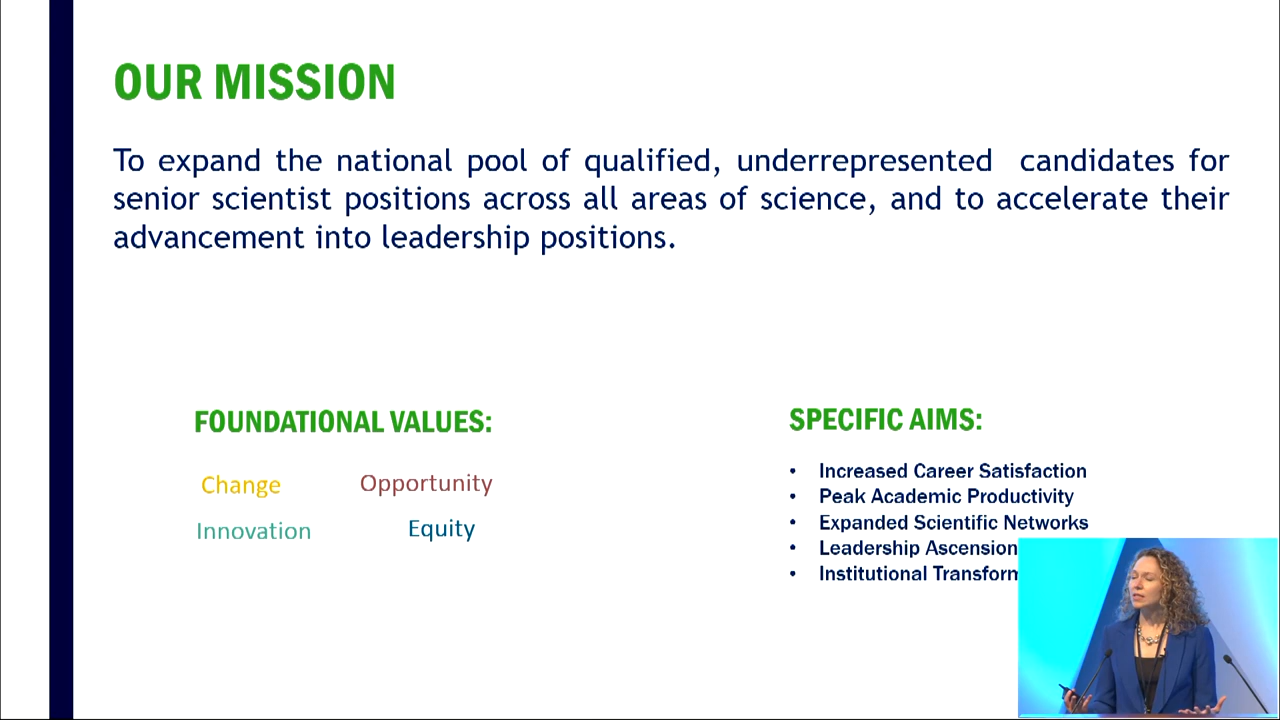 OUR MISSION
To expand the national pool of qualified, underrepresented candidates for
senior scientist positions across all areas of science, and to accelerate their
advancement into leadership positions.
FOUNDATIONAL VALUES:
Change Opportunity
Innovation Equity
SPECIFIC AIMS:
• Increased Career Satisfaction
• Peak Academic Productivity
• Expanded Scientific Networks
• Leadership Ascension
• Institutional